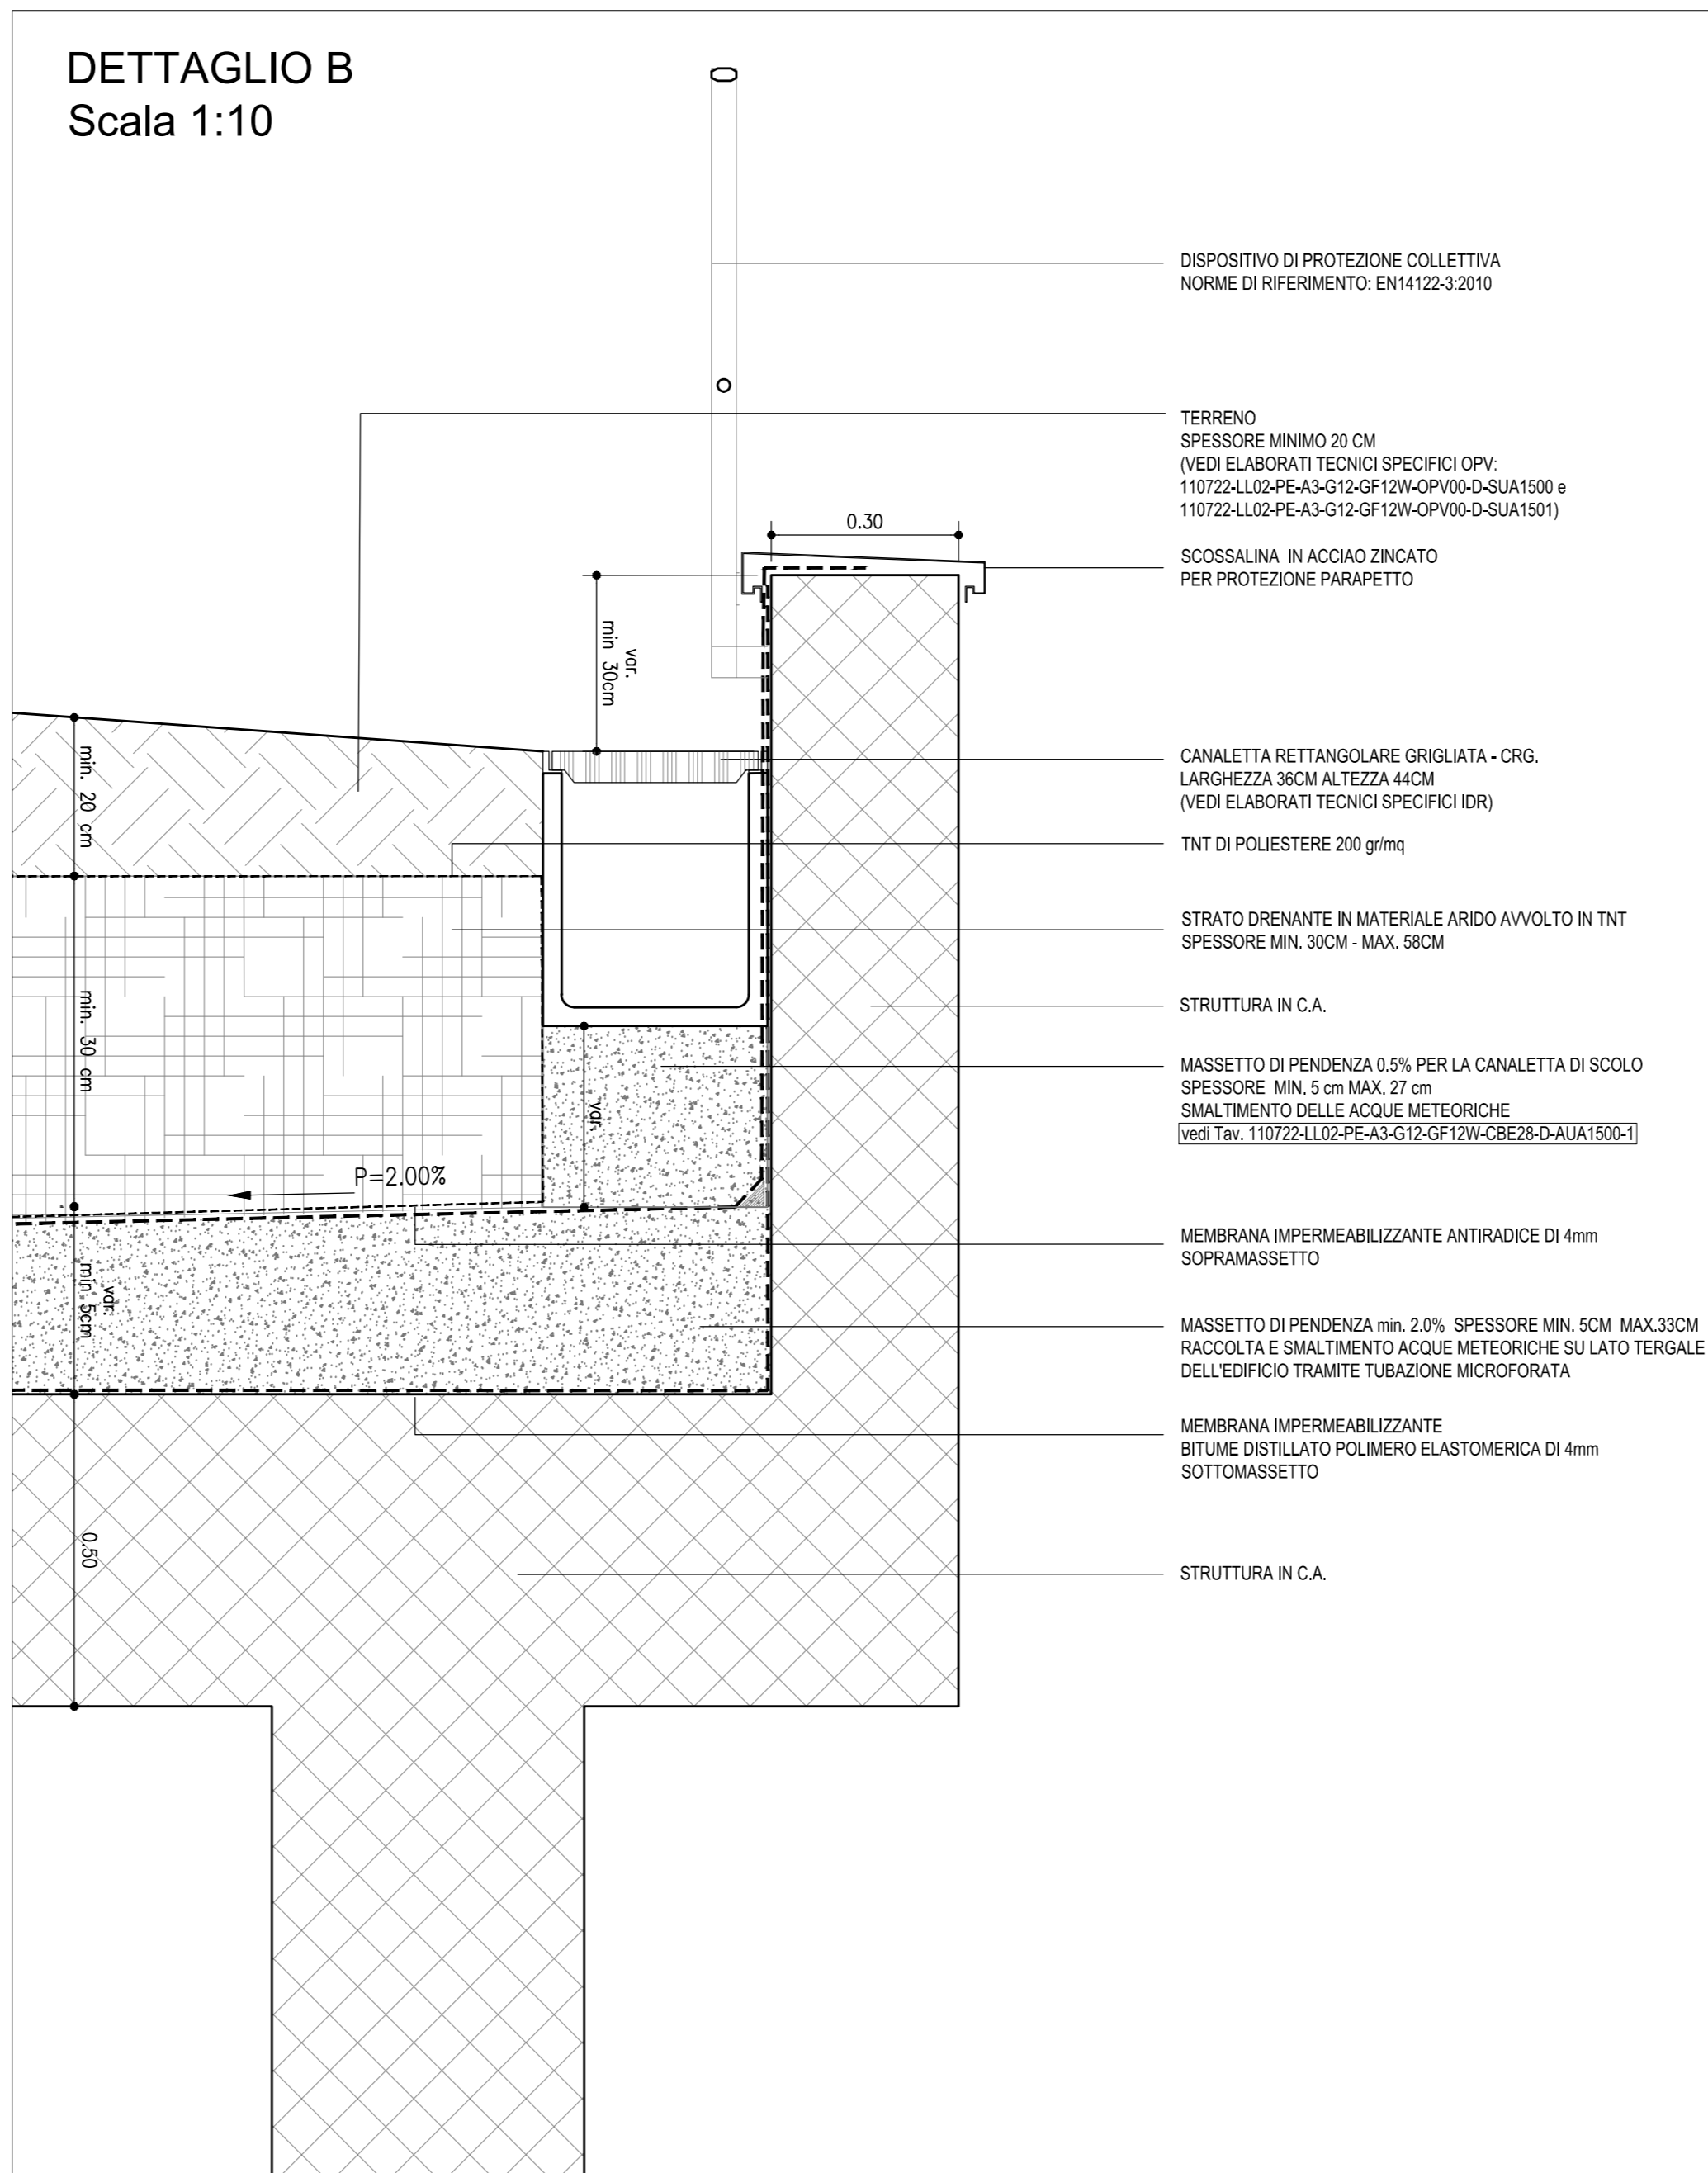 DETTAGLIO B
Scala 1:10
DISPOSITIVO DI PROTEZIONE COLLETTIVA
NORME DI RIFERIMENTO: EN14122-3:2010
TERRENO
SPESSORE MINIMO 20 CM
(VEDI ELABORATI TECNICI SPECIFICI OPV:
110722-LL02-PE-A3-G12-GF12W-OPV00-D-SUA1500 e
110722-LL02-PE-A3-G12-GF12W-OPV00-D-SUA1501)
0.30
SCOSSALINA IN ACCIAO ZINCATO
PER PROTEZIONE PARAPETTO
var.
min 30cm
min. 20 cm
CANALETTA RETTANGOLARE GRIGLIATA - CRG.
LARGHEZZA 36CM ALTEZZA 44CM
(VEDI ELABORATI TECNICI SPECIFICI IDR)
TNT DI POLIESTERE 200 gr/mq
STRATO DRENANTE IN MATERIALE ARIDO AVVOLTO IN TNT
SPESSORE MIN. 30CM - MAX. 58CM
min. 30 cm
STRUTTURA IN C.A.
MASSETTO DI PENDENZA 0.5% PER LA CANALETTA DI SCOLO
SPESSORE MIN. 5 cm MAX. 27 cm
SMALTIMENTO DELLE ACQUE METEORICHE
vedi Tav. 110722-LL02-PE-A3-G12-GF12W-CBE28-D-AUA1500-1
var.
P=2.00%
MEMBRANA IMPERMEABILIZZANTE ANTIRADICE DI 4mm
SOPRAMASSETTO
var.
min 5cm
MASSETTO DI PENDENZA min. 2.0% SPESSORE MIN. 5CM MAX.33CM
RACCOLTA E SMALTIMENTO ACQUE METEORICHE SU LATO TERGALE
DELL'EDIFICIO TRAMITE TUBAZIONE MICROFORATA
MEMBRANA IMPERMEABILIZZANTE
BITUME DISTILLATO POLIMERO ELASTOMERICA DI 4mm
SOTTOMASSETTO
0.50
STRUTTURA IN C.A.